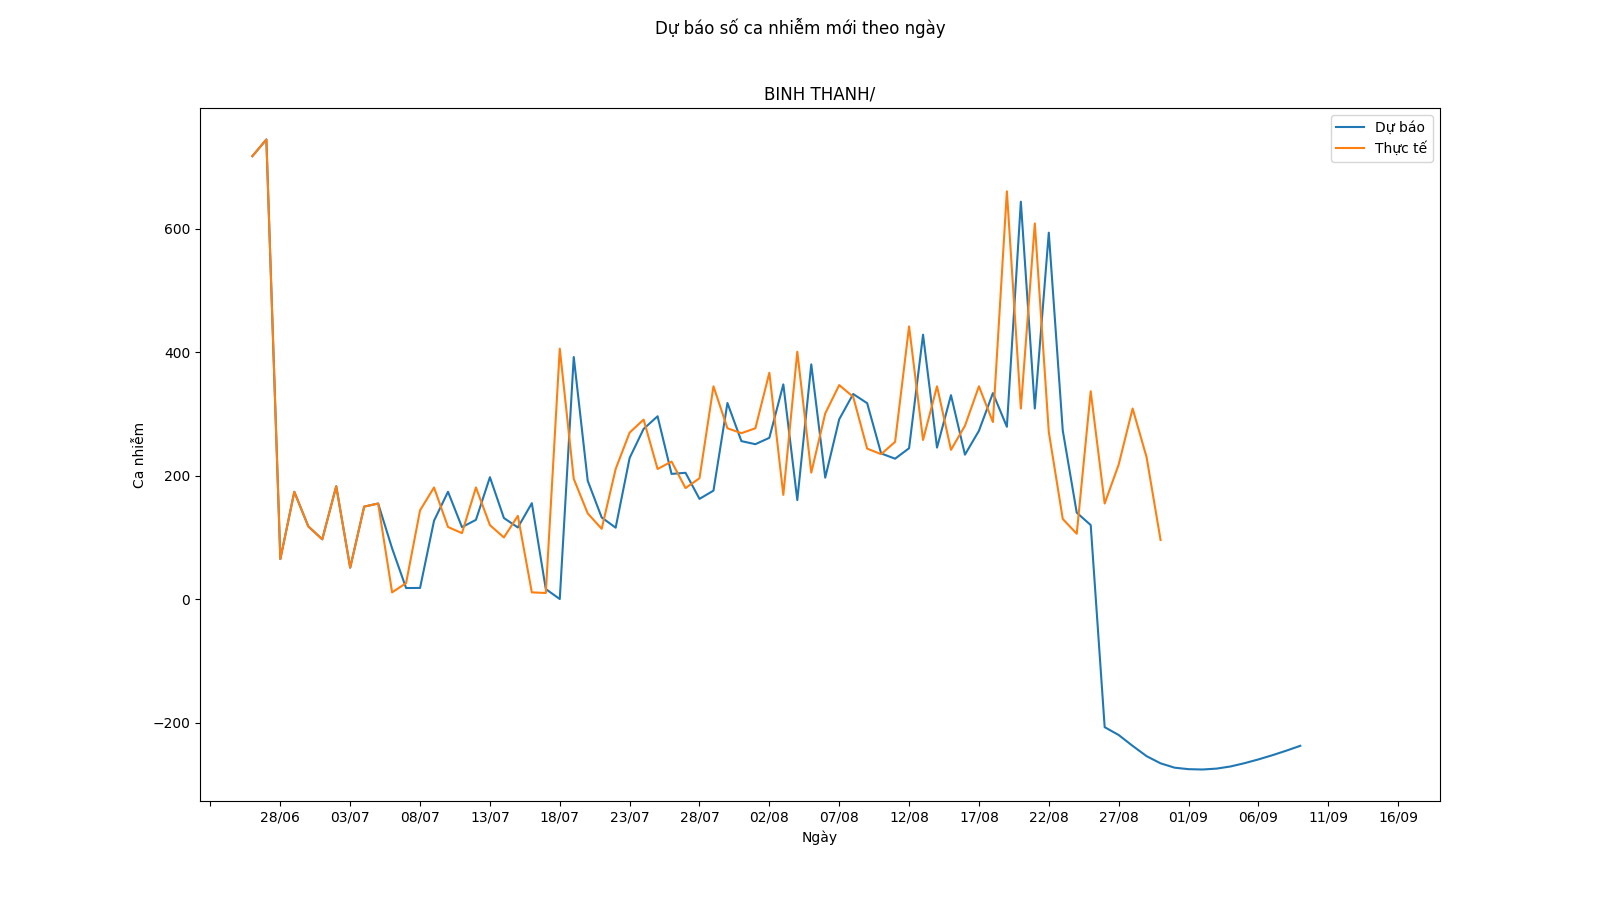 Dự báo số ca nhiễm mới theo ngày
BINH THANH/
Dự báo
Thực tế
Ca nhiễm
600
400
200
0
−200
28/06 03/07 08/07 13/07 18/07 23/07 28/07 02/08 07/08 12/08 17/08 22/08 27/08 01/09 06/09 11/09 16/09
Ngày